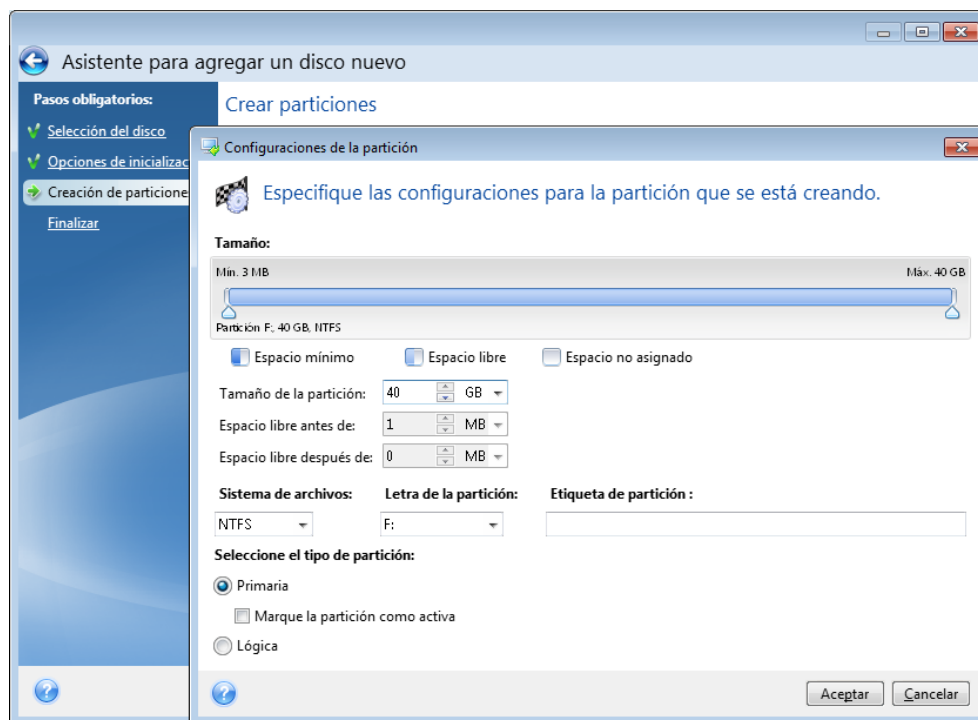 Asistente para agregar un disco nuevo
Pasos obligatorios:
Selección del disco
Opciones de inicializac
Creación de particione
Finalizar
Crear particiones
Configuraciones de la partición
Especifique las configuraciones para la partición que se está creando.
Tamaño:
Mín. 3 MB Máx. 40 GB
Partición F:, 40 GB, NTFS
Espacio mínimo Espacio libre Espacio no asignado
Tamaño de la partición: 40 GB
Espacio libre antes de: 1 MB
Espacio libre después de: 0 MB
Sistema de archivos: Letra de la partición: Etiqueta de partición :
NTFS F:
Seleccione el tipo de partición:
Primaria
Marque la partición como activa
Lógica
Aceptar Cancelar